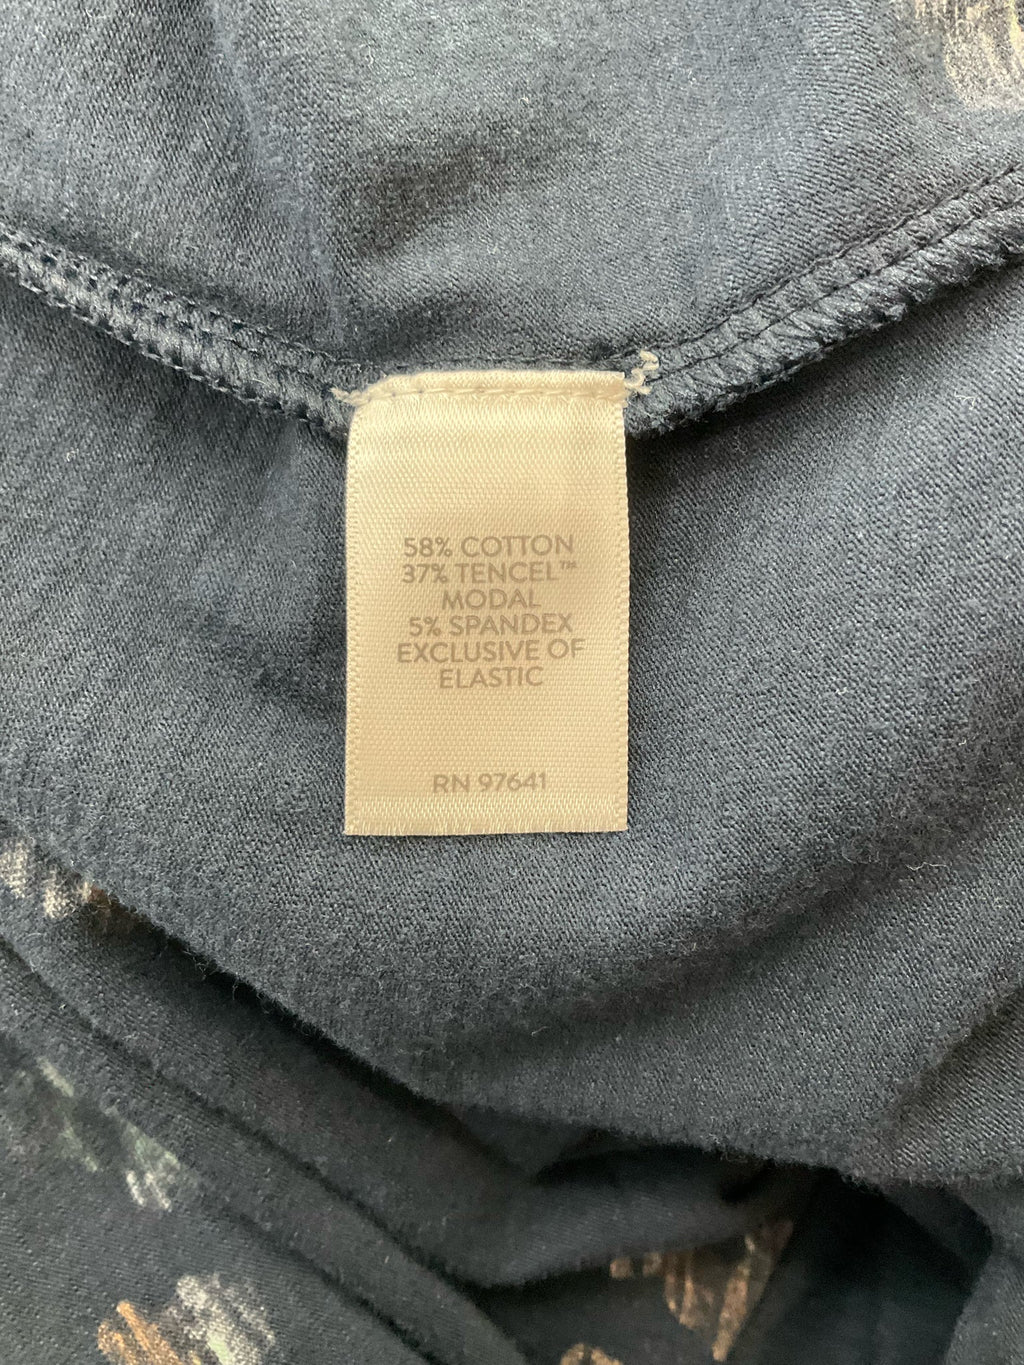 58% COTTON
37% TENCEL™
MODAL
5% SPANDEX
EXCLUSIVE OF
ELASTIC
RN 97641